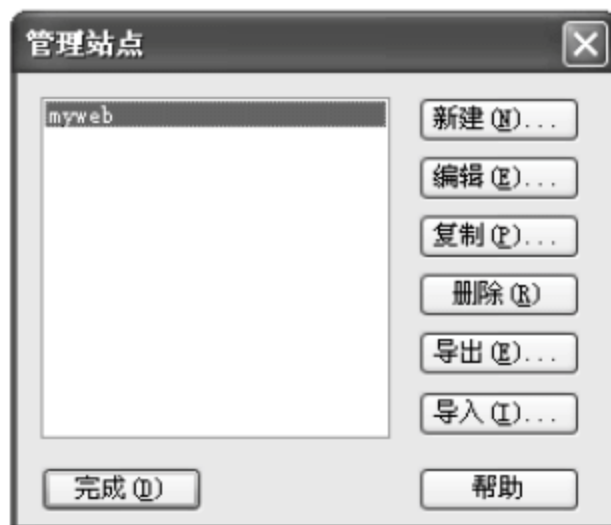 管理站点
myweb
新建(N)...
编辑(E)...
复制(P)...
删除(R)
导出(E)...
导入(I)...
完成(D)
帮助